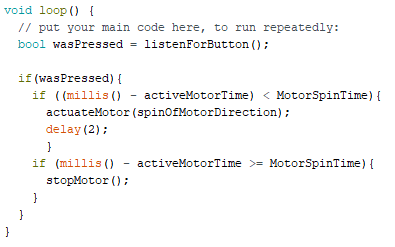 void loop() {
  // put your main code here, to run repeatedly:
  bool wasPressed = listenForButton();

  if(wasPressed){
    if ((millis() - activeMotorTime) < MotorSpinTime){
      actuateMotor(spinOfMotorDirection);
      delay(2);
      }
    if (millis() - activeMotorTime >= MotorSpinTime){
      stopMotor();
    }
  }
}